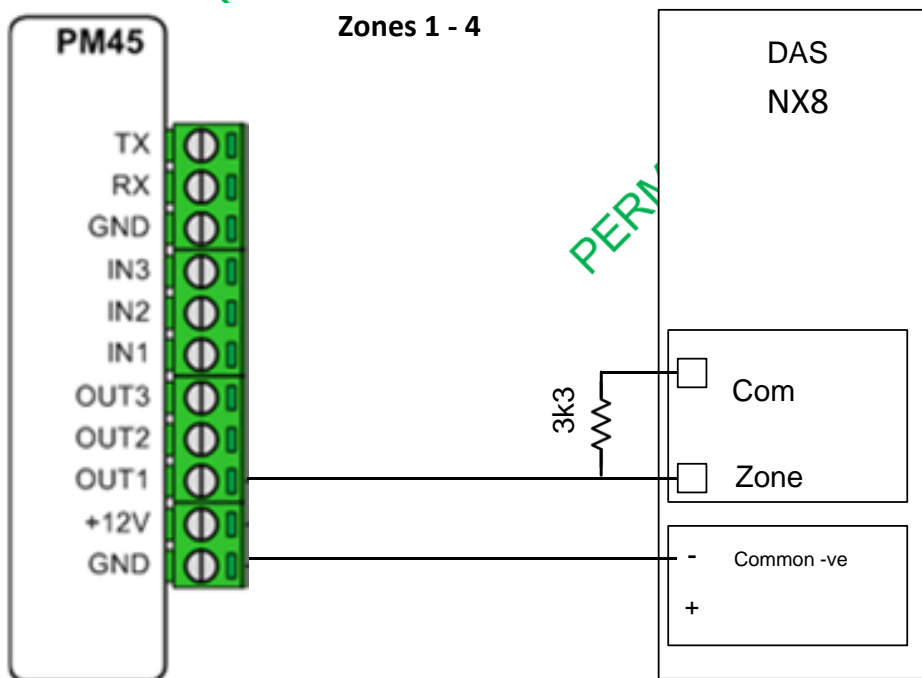 Zones 1 - 4
PM45
TX
RX
GND
IN3
IN2
IN1
OUT3
OUT2
OUT1
+12V
GND
3k3
DAS
NX8
Com
Zone
- Common -ve
+